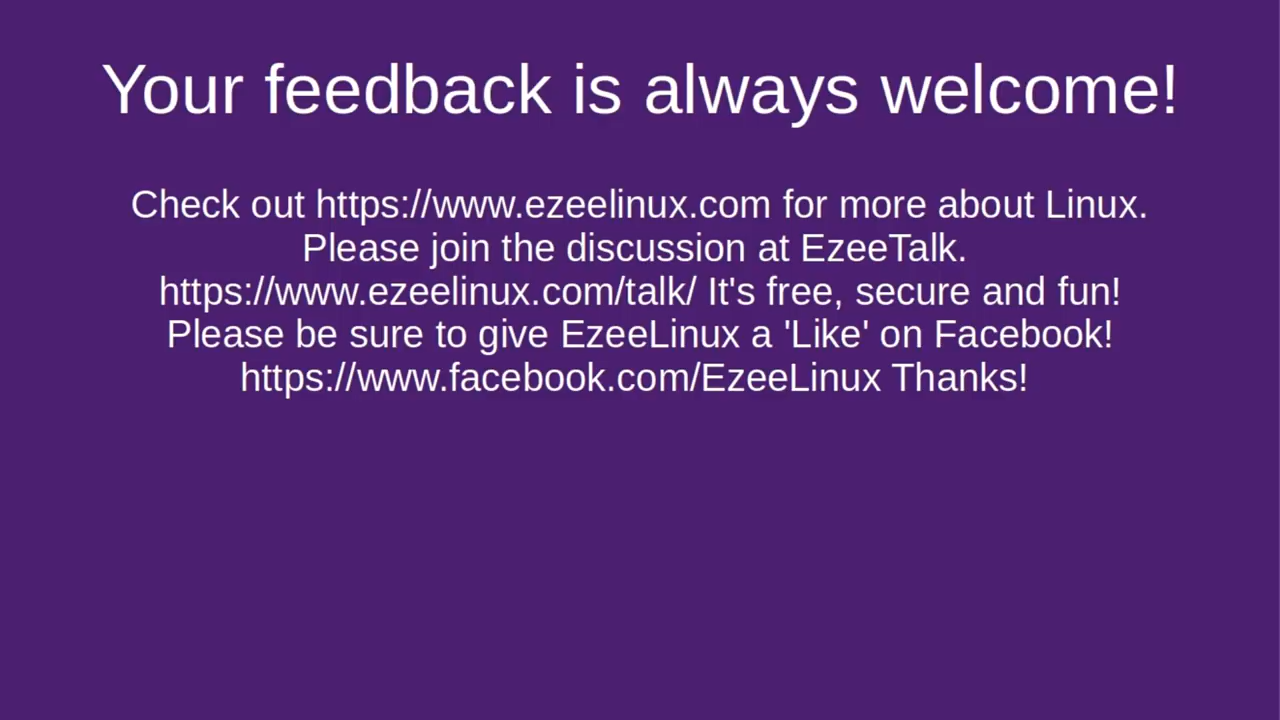 Your feedback is always welcome!
Check out https://www.ezeelinux.com for more about Linux.
Please join the discussion at EzeeTalk.
https://www.ezeelinux.com/talk/ It's free, secure and fun!
Please be sure to give EzeeLinux a 'Like' on Facebook!
https://www.facebook.com/EzeeLinux Thanks!